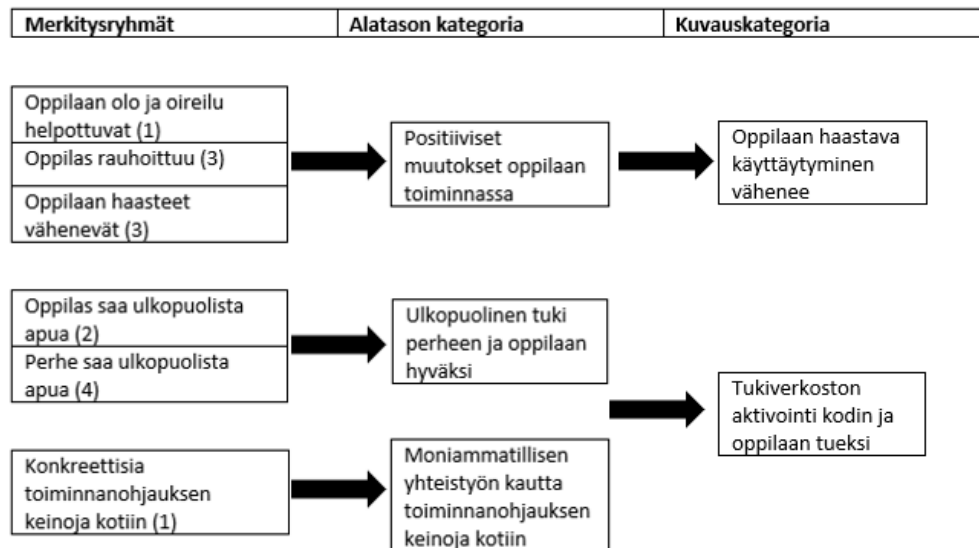 Merkitysryhmät
Alatason kategoria
Kuvauskategoria
Oppilaan olo ja oireilu
helpottuvat (1)
Oppilas rauhoittuu (3)
Oppilaan haasteet
vähenevät (3)
Positiiviset
muutokset oppilaan
toiminnassa
Oppilaan haastava
käyttäytyminen
vähenee
Oppilas saa ulkopuolista
apua (2)
Perhe saa ulkopuolista
apua (4)
Ulkopuolinen tuki
perheen ja oppilaan
hyväksi
Konkreettisia
toiminnanohjauksen
keinoja kotiin (1)
Moniammatillisen
yhteistyön kautta
toiminnanohjauksen
keinoja kotiin
Tukiverkoston
aktivointi kodin ja
oppilaan tueksi